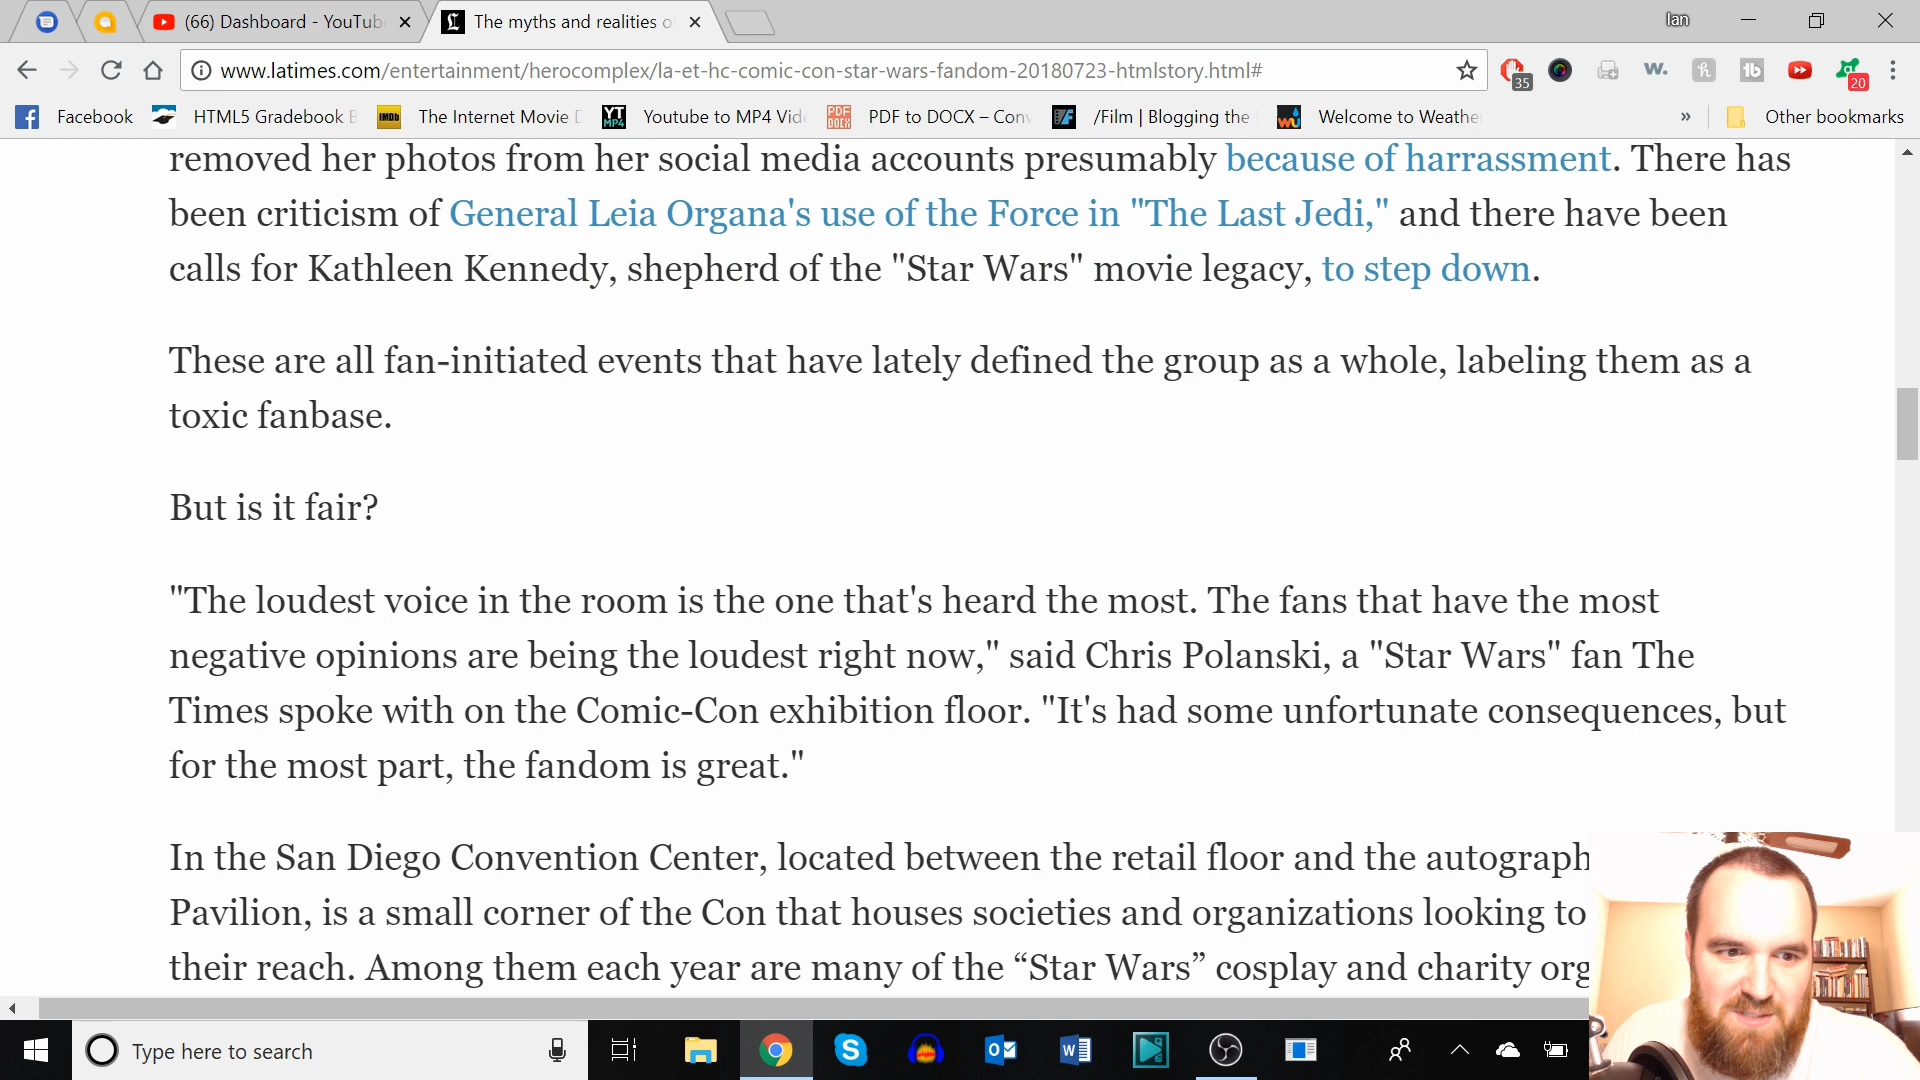 (66) Dashboard - YouTub
The myths and realities o
Ian
www.latimes.com/entertainment/herocomplex/la-et-hc-comic-con-star-wars-fandom-20180723-htmlstory.html#
35
w.
h
tb
20
Facebook
HTML5 Gradebook
IMDb
The Internet Movie
YT
MP4
Youtube to MP4 Vid
PDF
DOCX
PDF to DOCX – Con
/Film | Blogging the
Welcome to Weathe
»
Other bookmarks
removed her photos from her social media accounts presumably because of harrassment. There has
been criticism of General Leia Organa's use of the Force in "The Last Jedi," and there have been
calls for Kathleen Kennedy, shepherd of the "Star Wars" movie legacy, to step down.
These are all fan-initiated events that have lately defined the group as a whole, labeling them as a
toxic fanbase.
But is it fair?
"The loudest voice in the room is the one that's heard the most. The fans that have the most
negative opinions are being the loudest right now," said Chris Polanski, a "Star Wars" fan The
Times spoke with on the Comic-Con exhibition floor. "It's had some unfortunate consequences, but
for the most part, the fandom is great."
In the San Diego Convention Center, located between the retail floor and the autograph
Pavilion, is a small corner of the Con that houses societies and organizations looking to
their reach. Among them each year are many of the “Star Wars” cosplay and charity org
Type here to search